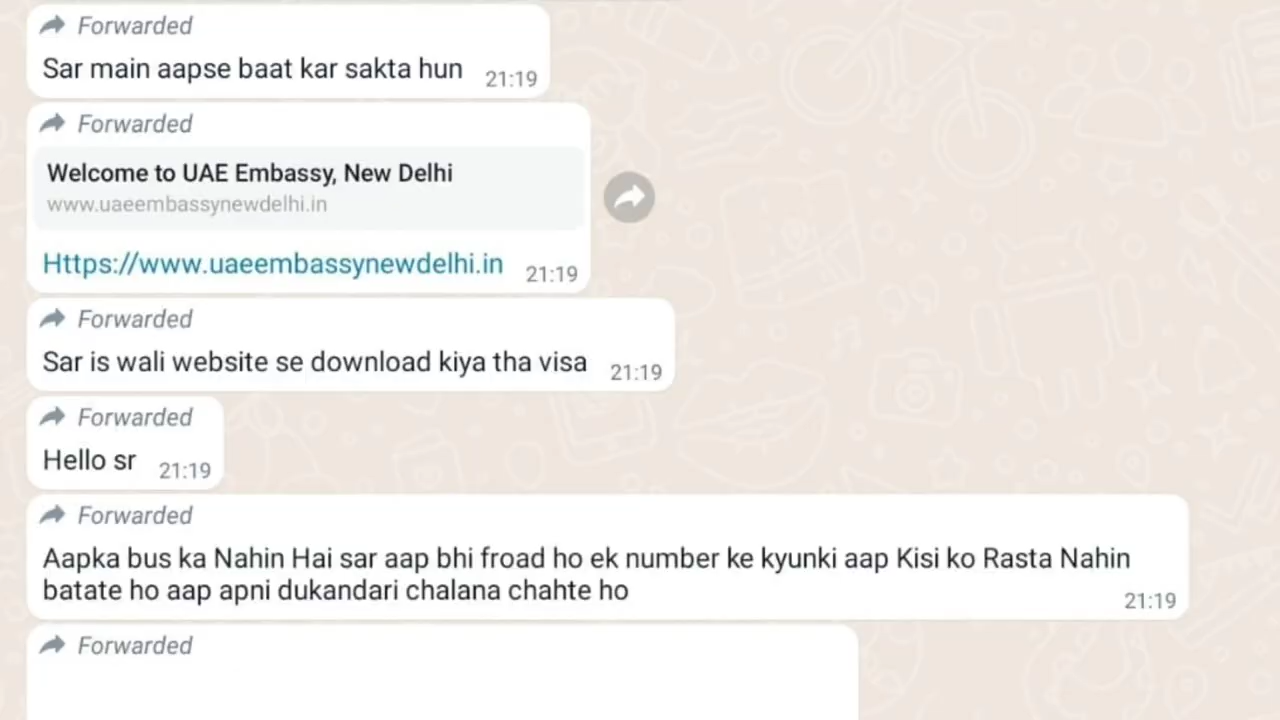 Forwarded
Sar main aapse baat kar sakta hun 21:19
Forwarded
Welcome to UAE Embassy, New Delhi
www.uaeembassynewdelhi.in
Https://www.uaeembassynewdelhi.in 21:19
Forwarded
Sar is wali website se download kiya tha visa 21:19
Forwarded
Hello sr 21:19
Forwarded
Aapka bus ka Nahin Hai sar aap bhi froad ho ek number ke kyunki aap Kisi ko Rasta Nahin
batate ho aap apni dukandari chalana chahte ho 21:19
Forwarded